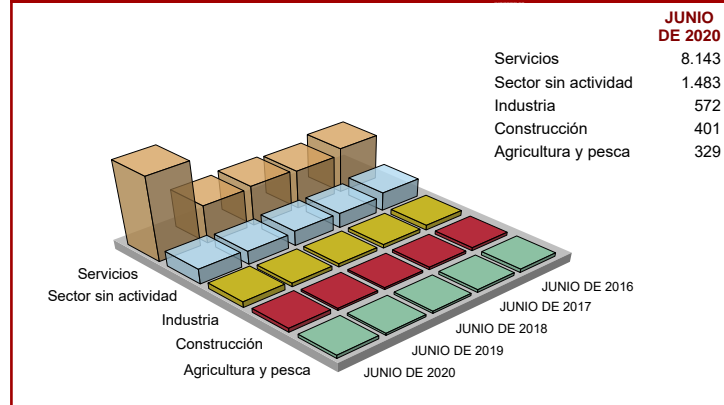 JUNIO
DE 2020
Servicios 8.143
Sector sin actividad 1.483
Industria 572
Construcción 401
Agricultura y pesca 329
Servicios
Sector sin actividad
Industria
Construcción
Agricultura y pesca
JUNIO DE 2016
JUNIO DE 2017
JUNIO DE 2018
JUNIO DE 2019
JUNIO DE 2020